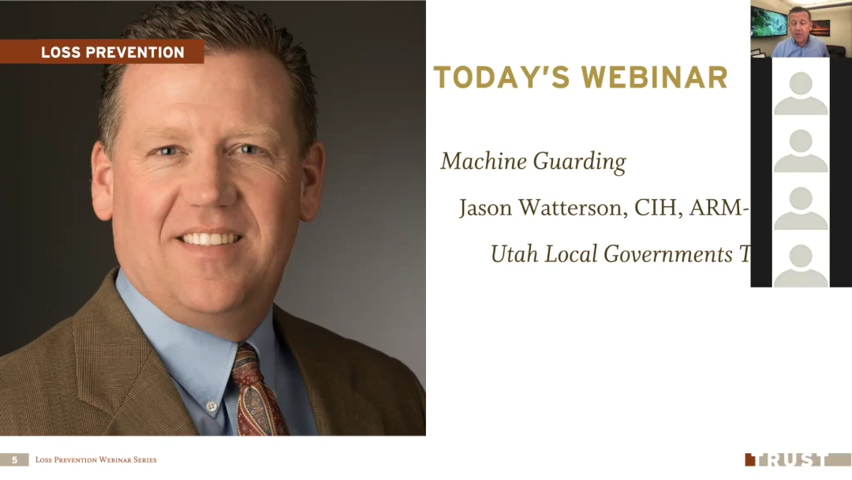 LOSS PREVENTION
TODAY'S WEBINAR
Machine Guarding
Jason Watterson, CIH, ARM-
Utah Local Governments T
5 Loss Prevention Webinar Series
TRUST